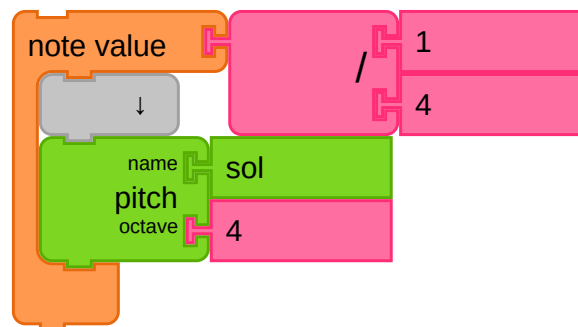 note value / 1
4
↓
name sol
pitch
octave 4